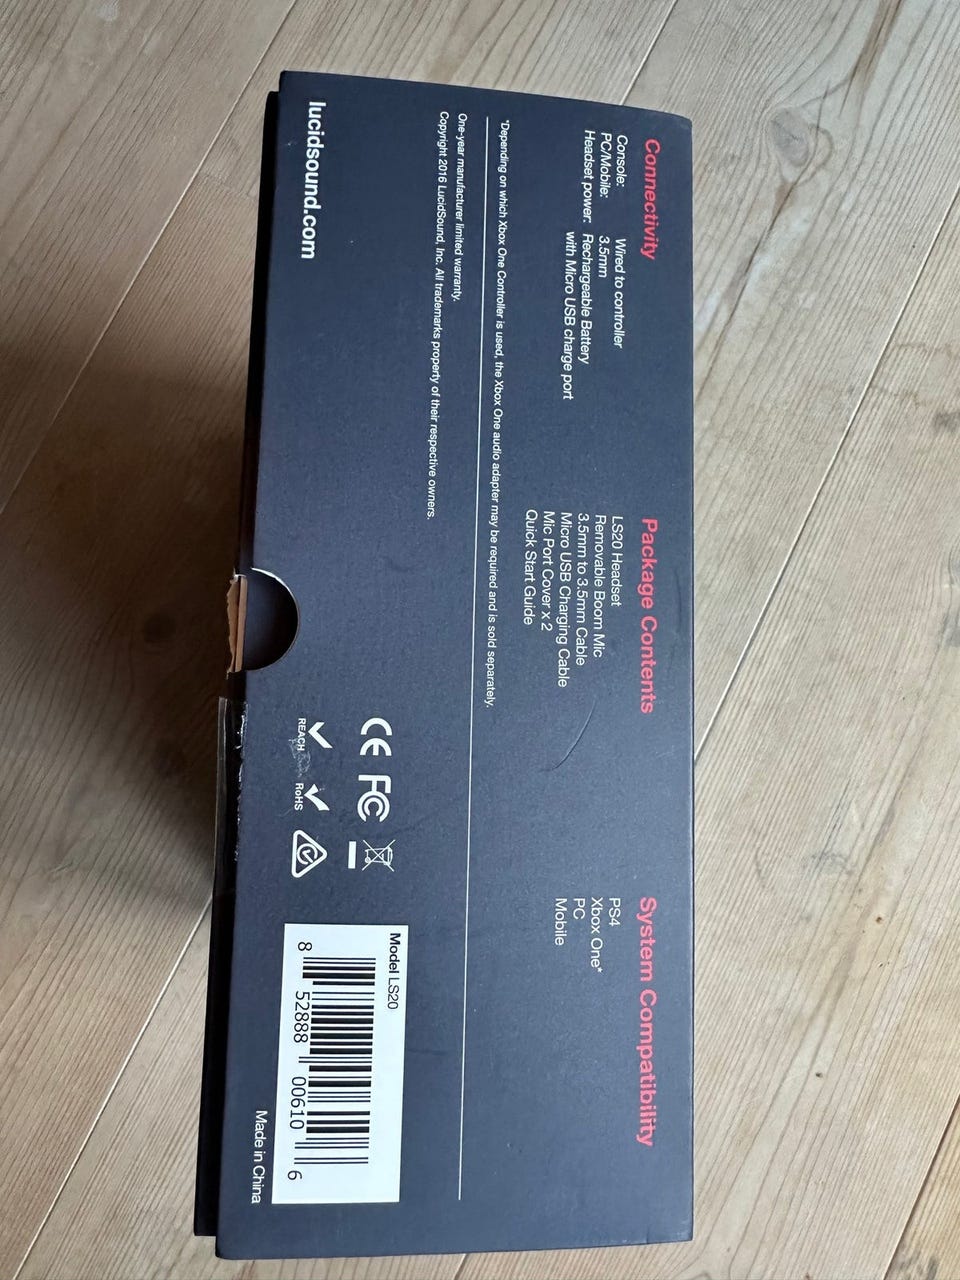 Connectivity
Console: Wired to controller
PC/Mobile: 3.5mm
Headset power: Rechargeable Battery
with Micro USB charge port
Package Contents
LS20 Headset
Removable Boom Mic
3.5mm to 3.5mm Cable
Micro USB Charging Cable
Mic Port Cover x 2
Quick Start Guide
System Compatibility
PS4
Xbox One*
PC
Mobile
*Depending on which Xbox One Controller is used, the Xbox One audio adapter may be required and is sold separately.
One-year manufacturer limited warranty.
Copyright 2016 LucidSound, Inc. All trademarks property of their respective owners.
lucidsound.com
CE FC
REACH RoHS
Model LS20
8 52888 00610 6
Made in China